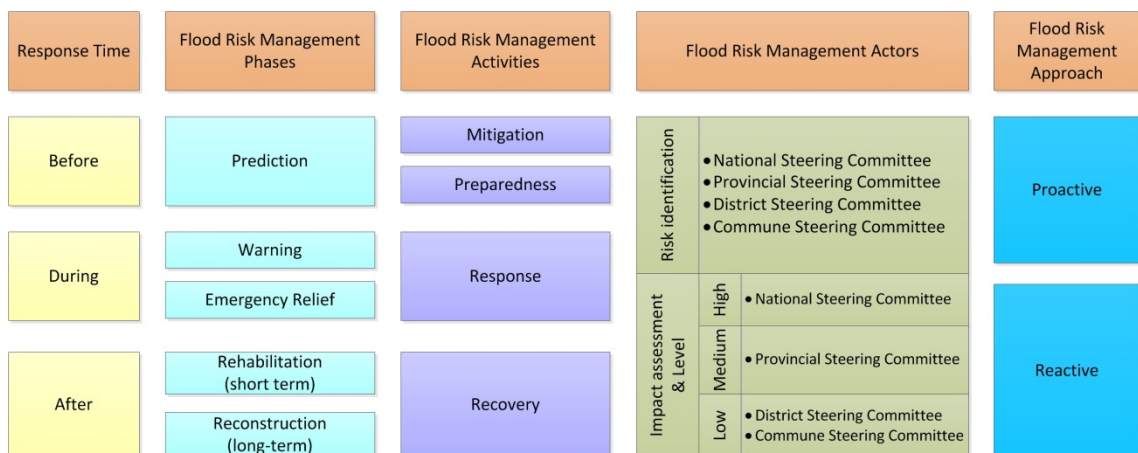 Response Time
Flood Risk Management
Phases
Flood Risk Management
Activities
Flood Risk Management Actors
Flood Risk
Management
Approach
Before
Prediction
Mitigation
Preparedness
Risk identification
• National Steering Committee
• Provincial Steering Committee
• District Steering Committee
• Commune Steering Committee
Proactive
During
Warning
Emergency Relief
Response
Impact assessment
& Level
High
• National Steering Committee
Medium
• Provincial Steering Committee
Low
• District Steering Committee
• Commune Steering Committee
Reactive
After
Rehabilitation
(short term)
Reconstruction
(long-term)
Recovery